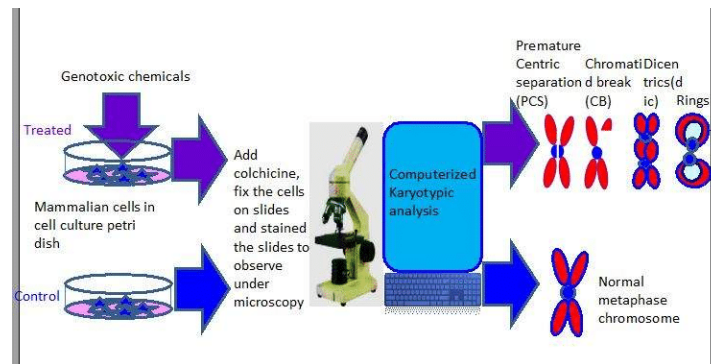 Genotoxic chemicals
Treated
Mammalian cells in
cell culture petri
dish
Control
Add
colchicine,
fix the cells
on slides
and stained
the slides to
observe
under
microscopy
Computerized
Karyotypic
analysis
Premature
Centric
separation
(PCS)
Chromati
d break
(CB)
Dicen
trics(d
ic)
Rings
Normal
metaphase
chromosome